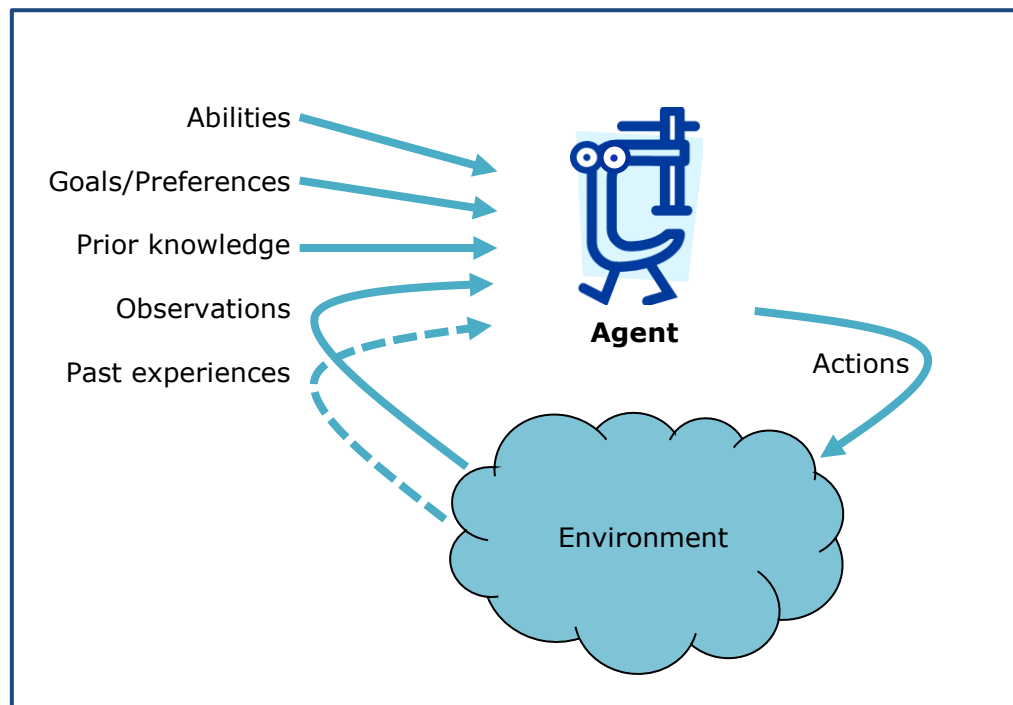 Abilities
Goals/Preferences
Prior knowledge
Observations
Past experiences
Agent
Actions
Environment